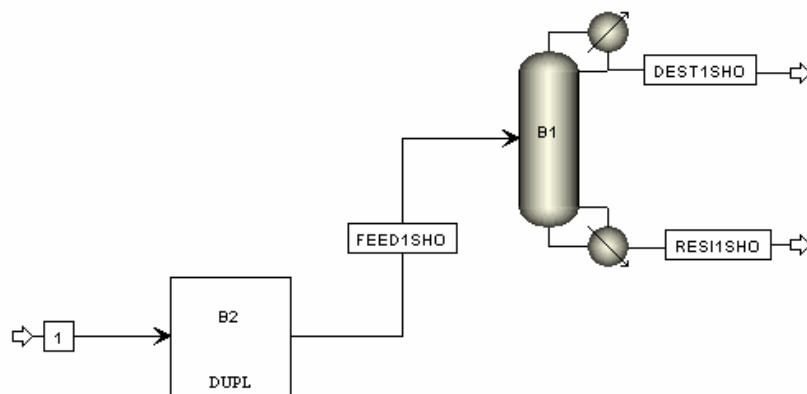 DEST1SHO
B1
FEED1SHO
RESI1SHO
B2
1
DUPL